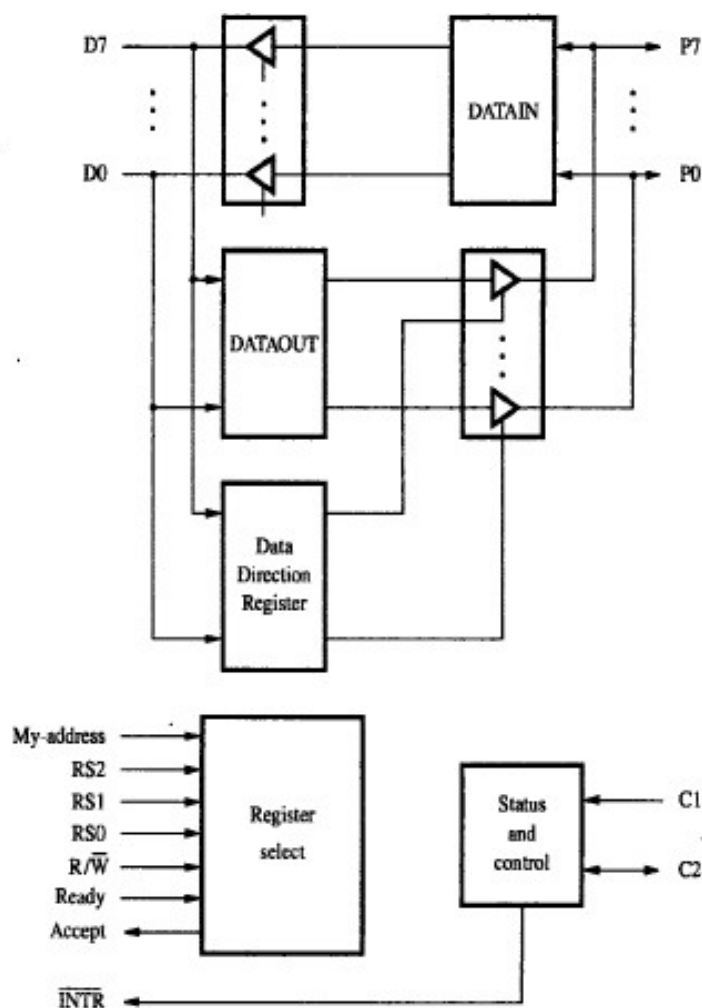 D7
P7
DATAIN
D0
P0
DATAOUT
Data
Direction
Register
My-address
RS2
RS1
RS0
R/W̅
Ready
Accept
Register
select
Status
and
control
C1
C2
I̅N̅T̅R̅